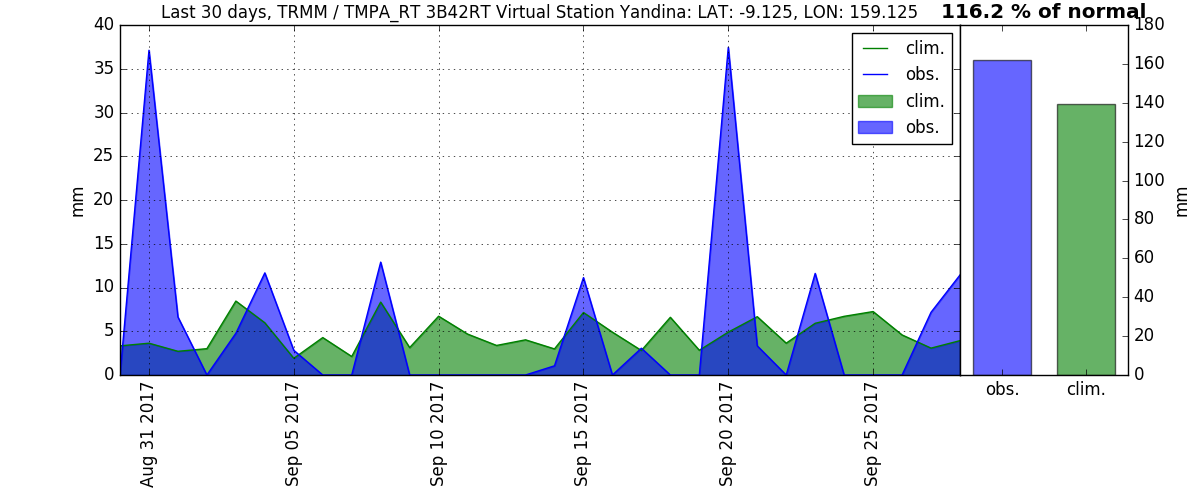 Last 30 days, TRMM / TMPA_RT 3B42RT Virtual Station Yandina: LAT: -9.125, LON: 159.125
116.2 % of normal
40
35
30
25
20
15
10
5
0
mm
clim.
obs.
clim.
obs.
Aug 31 2017
Sep 05 2017
Sep 10 2017
Sep 15 2017
Sep 20 2017
Sep 25 2017
180
160
140
120
100
80
60
40
20
0
mm
obs.
clim.